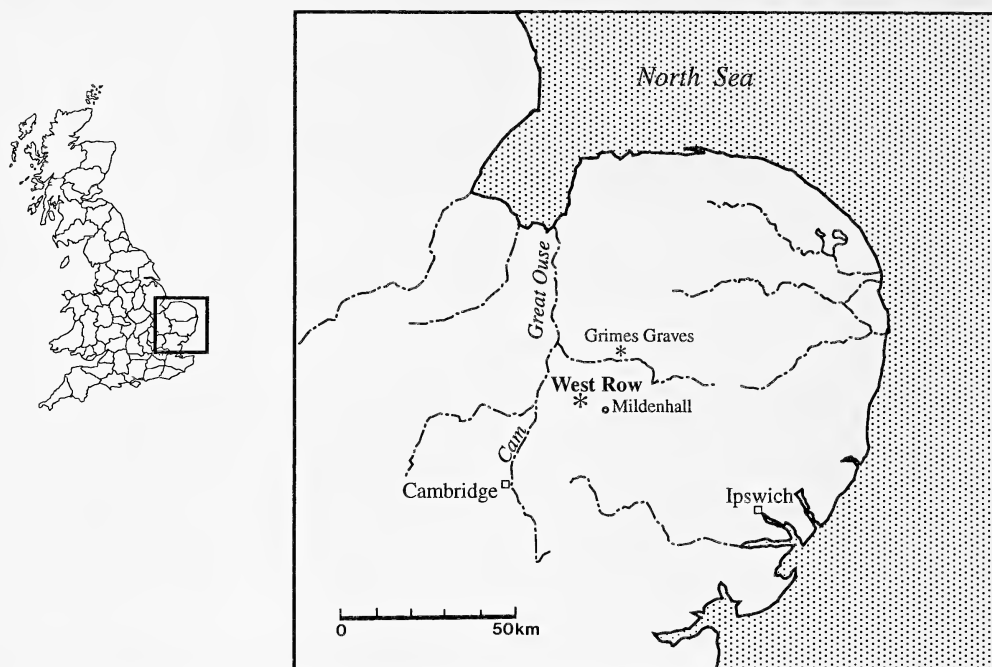 North Sea
Great Ouse
Grimes Graves
West Row
Mildenhall
Cam
Cambridge
Ipswich
0 50km